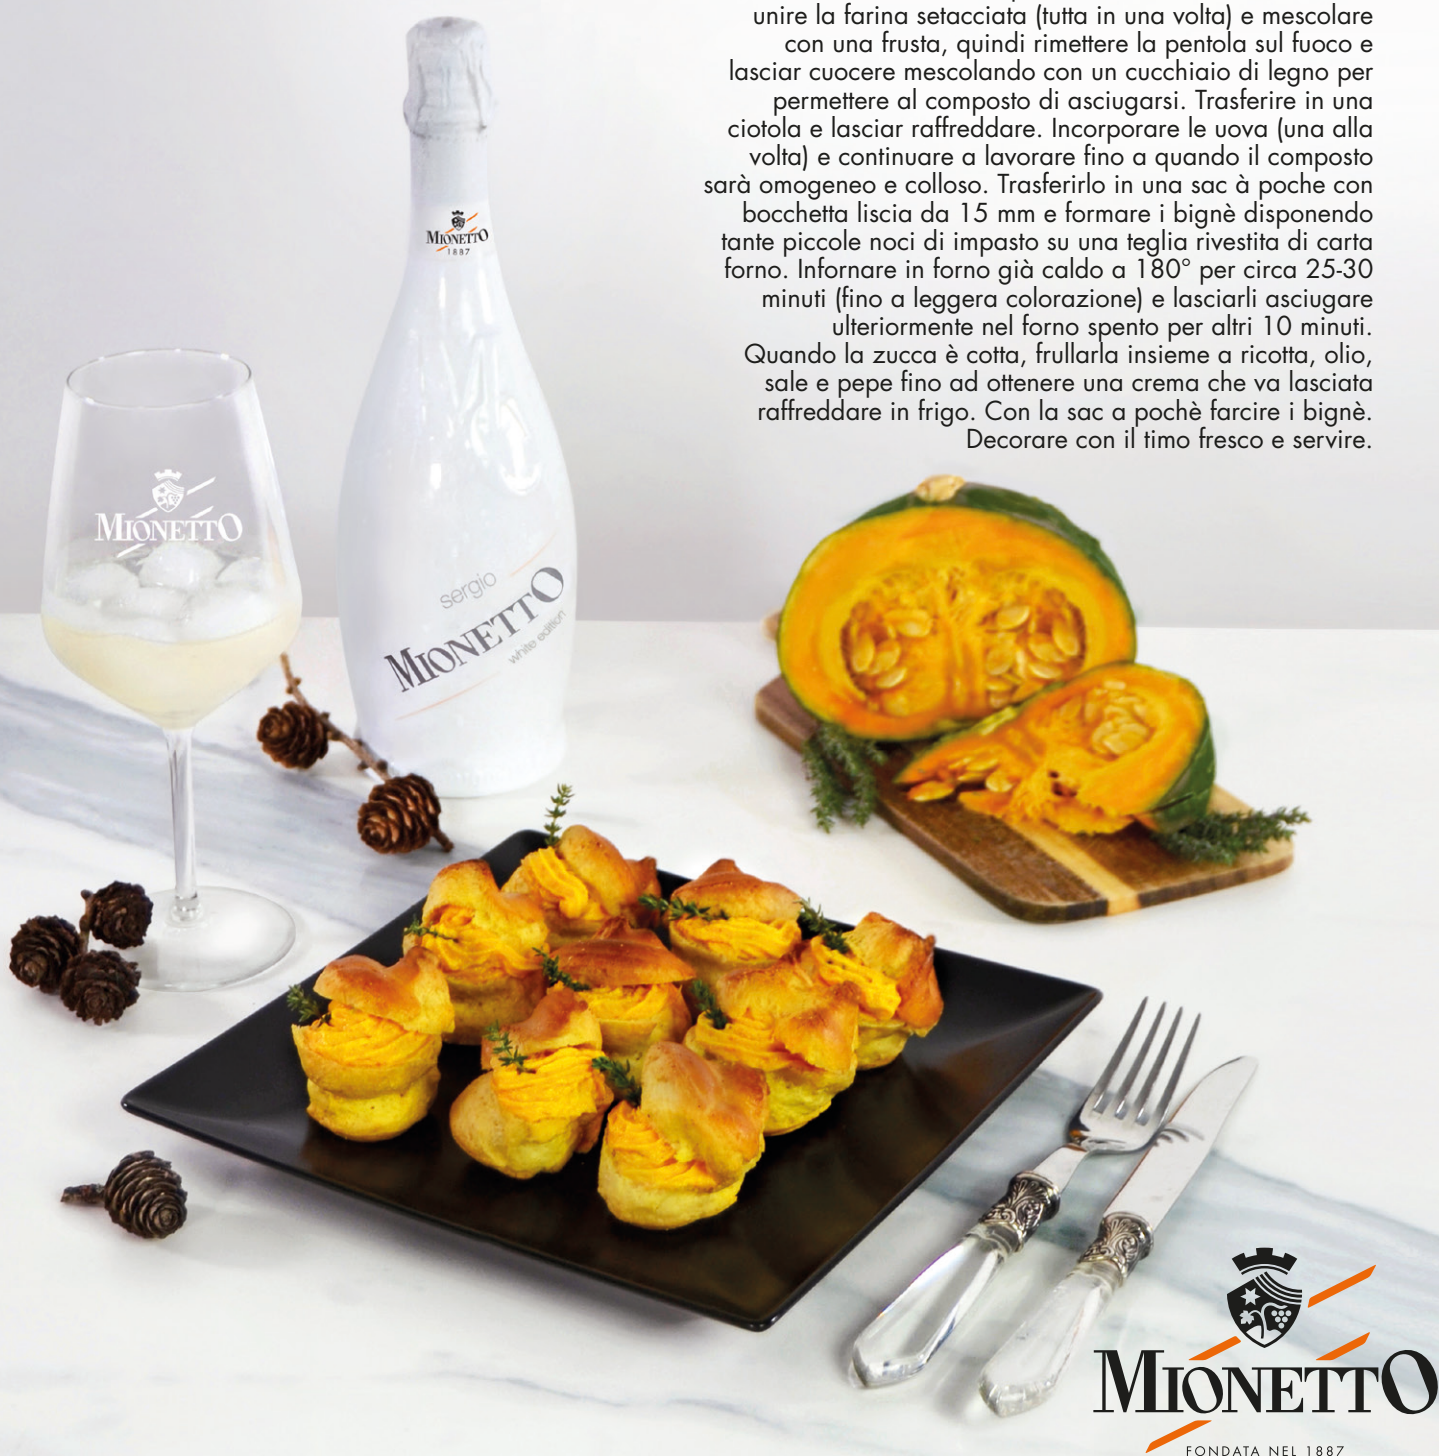 unire la farina setacciata (tutta in una volta) e mescolare
con una frusta, quindi rimettere la pentola sul fuoco e
lasciar cuocere mescolando con un cucchiaio di legno per
permettere al composto di asciugarsi. Trasferire in una
ciotola e lasciar raffreddare. Incorporare le uova (una alla
volta) e continuare a lavorare fino a quando il composto
sarà omogeneo e colloso. Trasferirlo in una sac à poche con
bocchetta liscia da 15 mm e formare i bignè disponendo
tante piccole noci di impasto su una teglia rivestita di carta
forno. Infornare in forno già caldo a 180° per circa 25-30
minuti (fino a leggera colorazione) e lasciarli asciugare
ulteriormente nel forno spento per altri 10 minuti.
Quando la zucca è cotta, frullarla insieme a ricotta, olio,
sale e pepe fino ad ottenere una crema che va lasciata
raffreddare in frigo. Con la sac a pochè farcire i bignè.
Decorare con il timo fresco e servire.
MIONETTO
1887
MIONETTO
sergio
MIONETTO
white edition
MIONETTO
FONDATA NEL 1887